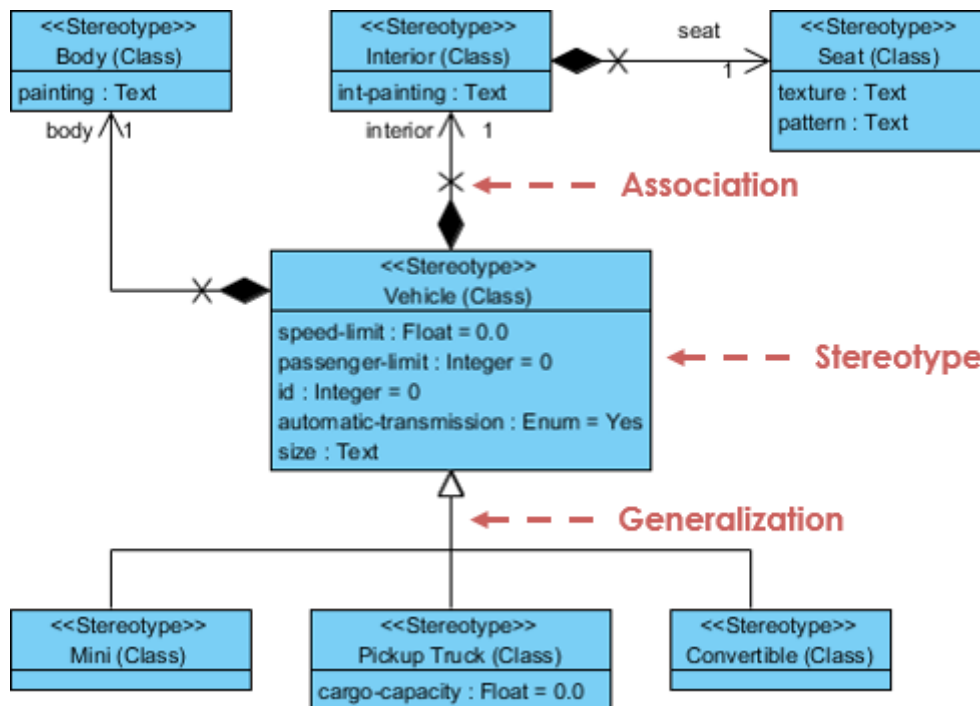 <<Stereotype>>
Body (Class)
painting : Text
<<Stereotype>>
Interior (Class)
int-painting : Text
seat
1
<<Stereotype>>
Seat (Class)
texture : Text
pattern : Text
body 1
interior 1
Association
<<Stereotype>>
Vehicle (Class)
speed-limit : Float = 0.0
passenger-limit : Integer = 0
id : Integer = 0
automatic-transmission : Enum = Yes
size : Text
Stereotype
Generalization
<<Stereotype>>
Mini (Class)
<<Stereotype>>
Pickup Truck (Class)
cargo-capacity : Float = 0.0
<<Stereotype>>
Convertible (Class)